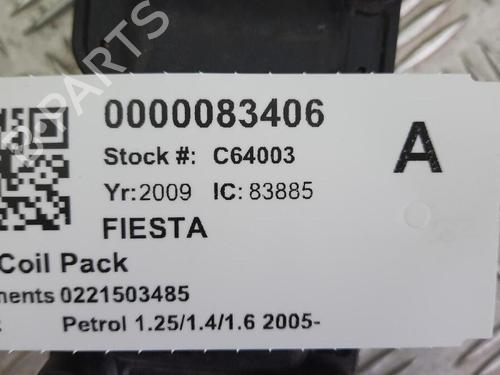 B-PARTS
0000083406
Stock #: C64003
A
Yr:2009 IC:83885
FIESTA
Coil Pack
0221503485
Petrol 1.25/1.4/1.6 2005-